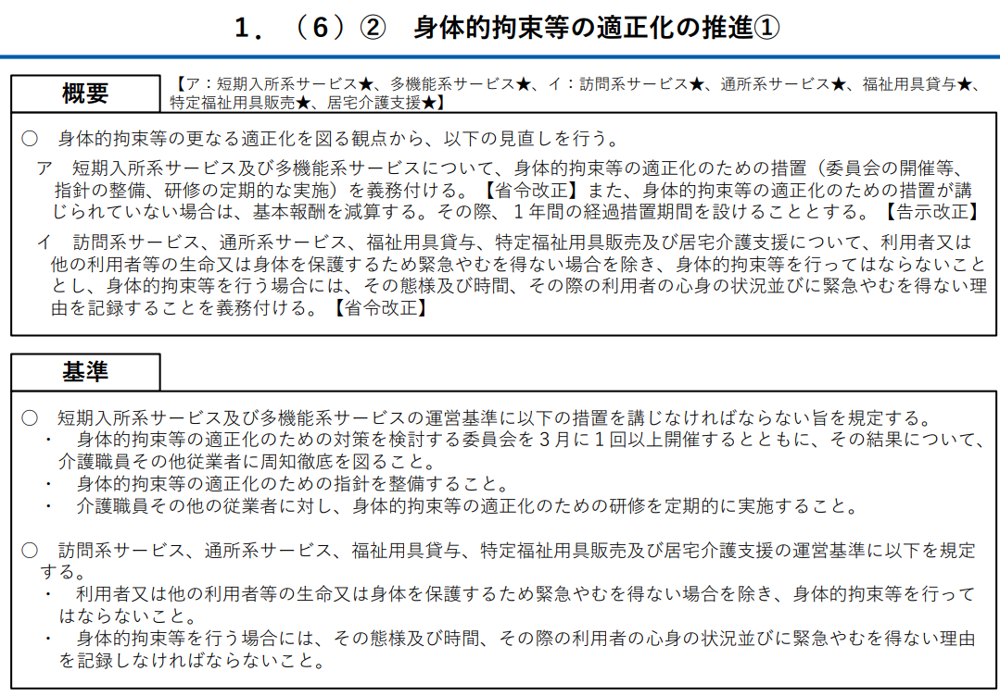 １．（６）②　身体的拘束等の適正化の推進①
概要
【ア：短期入所系サービス★、多機能系サービス★、イ：訪問系サービス★、通所系サービス★、福祉用具貸与★、
特定福祉用具販売★、居宅介護支援★】
○　身体的拘束等の更なる適正化を図る観点から、以下の見直しを行う。
ア　短期入所系サービス及び多機能系サービスについて、身体的拘束等の適正化のための措置（委員会の開催等、
指針の整備、研修の定期的な実施）を義務付ける。【省令改正】また、身体的拘束等の適正化のための措置が講
じられていない場合は、基本報酬を減算する。その際、１年間の経過措置期間を設けることとする。【告示改正】
イ　訪問系サービス、通所系サービス、福祉用具貸与、特定福祉用具販売及び居宅介護支援について、利用者又は
他の利用者等の生命又は身体を保護するため緊急やむを得ない場合を除き、身体的拘束等を行ってはならないこと
とし、身体的拘束等を行う場合には、その態様及び時間、その際の利用者の心身の状況並びに緊急やむを得ない理
由を記録することを義務付ける。【省令改正】
基準
○　短期入所系サービス及び多機能系サービスの運営基準に以下の措置を講じなければならない旨を規定する。
・　身体的拘束等の適正化のための対策を検討する委員会を３月に１回以上開催するとともに、その結果について、
介護職員その他従業者に周知徹底を図ること。
・　身体的拘束等の適正化のための指針を整備すること。
・　介護職員その他の従業者に対し、身体的拘束等の適正化のための研修を定期的に実施すること。
○　訪問系サービス、通所系サービス、福祉用具貸与、特定福祉用具販売及び居宅介護支援の運営基準に以下を規定
する。
・　利用者又は他の利用者等の生命又は身体を保護するため緊急やむを得ない場合を除き、身体的拘束等を行って
はならないこと。
・　身体的拘束等を行う場合には、その態様及び時間、その際の利用者の心身の状況並びに緊急やむを得ない理由
を記録しなければならないこと。